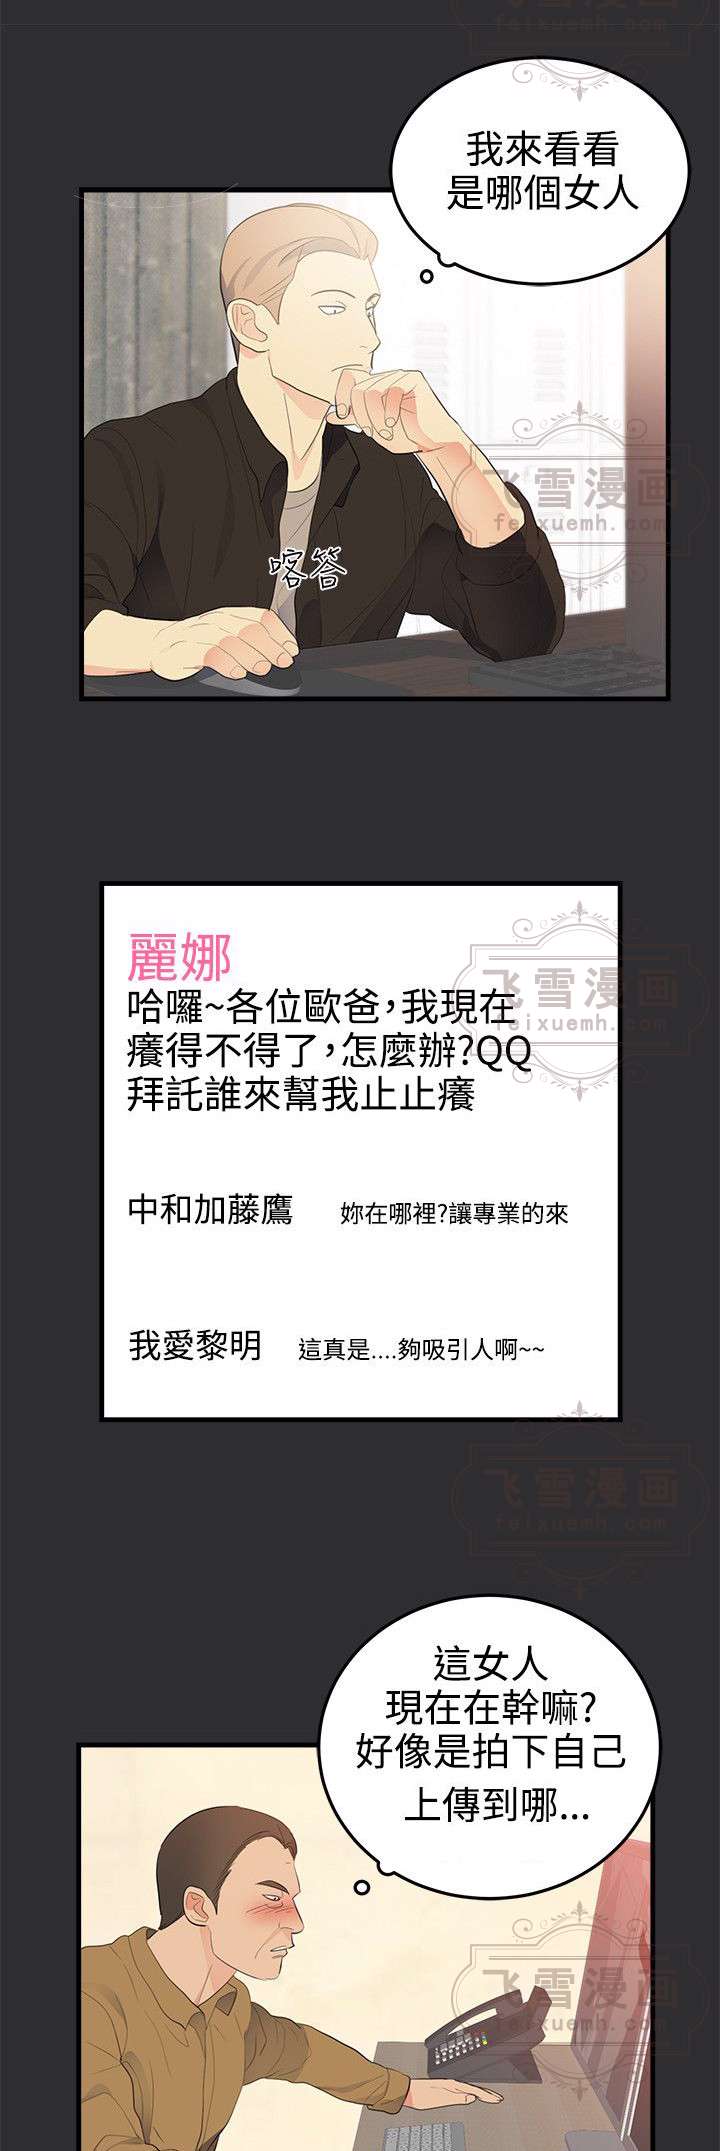 飞雪漫画
feixuemh.com
我來看看
是哪個女人
飞雪漫画
feixuemh.com
喀答
麗娜
哈囉~各位歐爸,我現在
癢得不得了,怎麼辦?QQ
拜託誰來幫我止止癢
飞雪漫画
feixuemh.com
中和加藤鷹 妳在哪裡?讓專業的來
我愛黎明 這真是....夠吸引人啊~~
飞雪漫画
feixuemh.com
這女人
現在在幹嘛?
好像是拍下自己
上傳到哪...
飞雪漫画
feixuemh.com